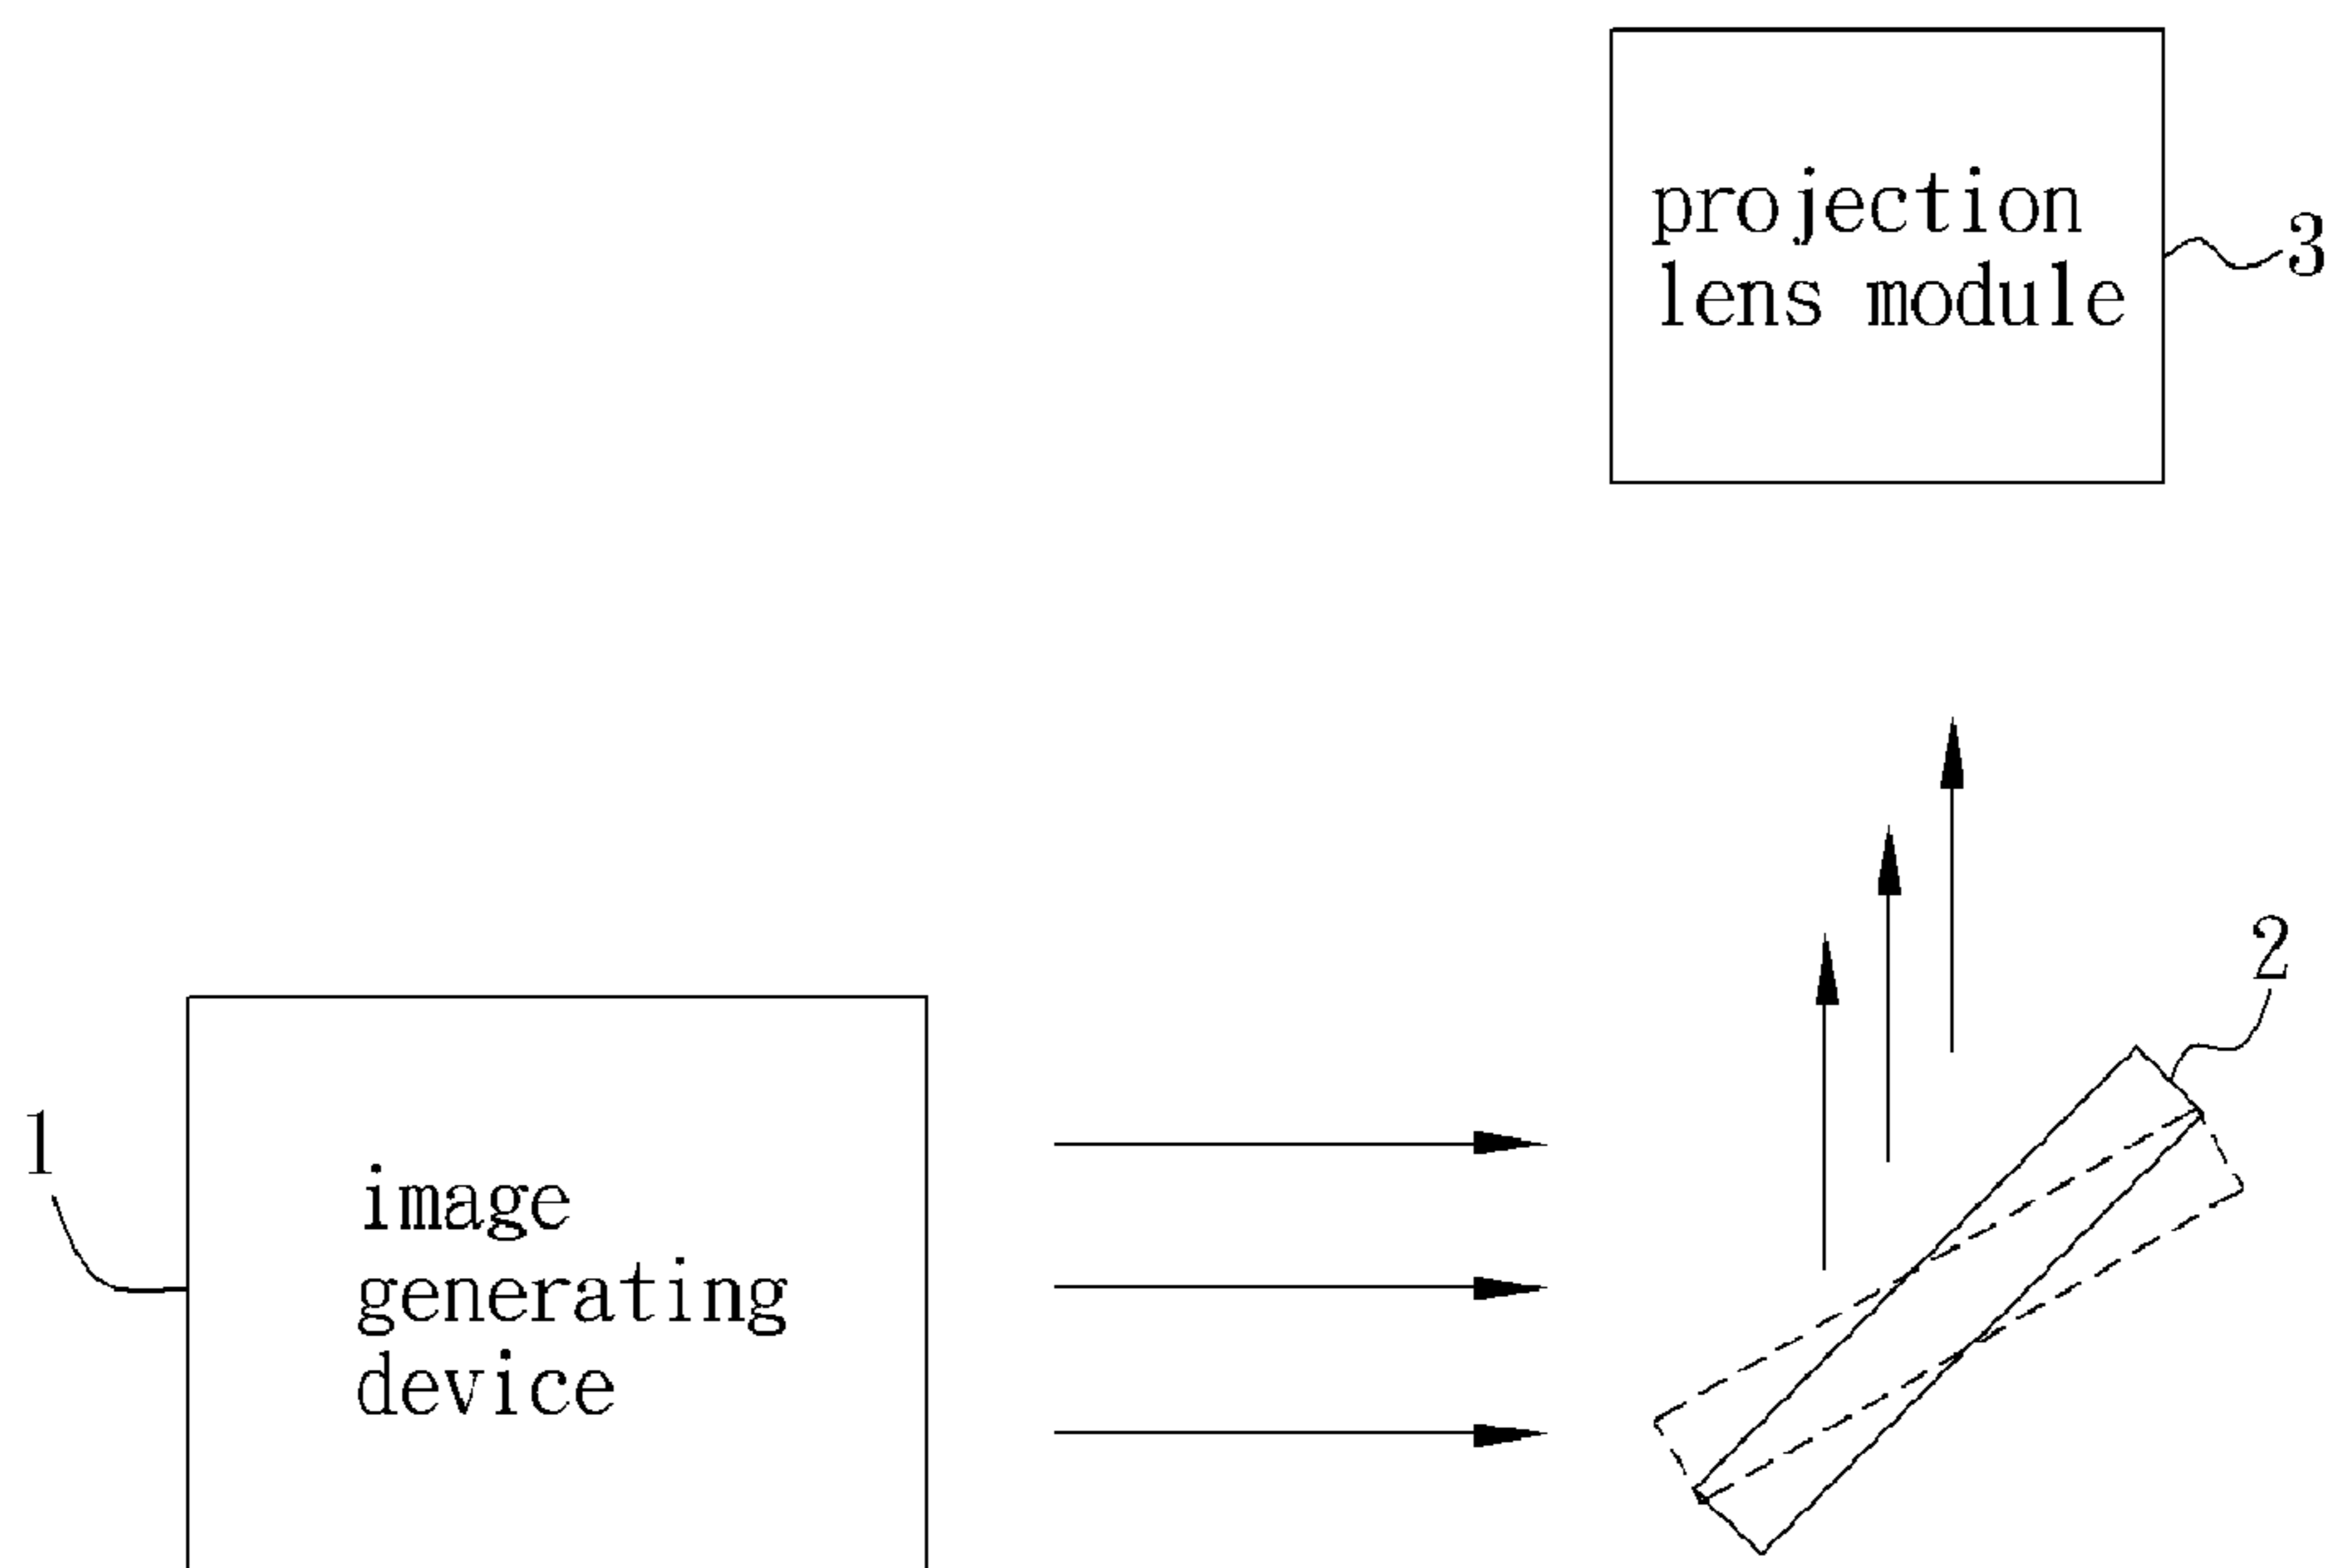 projection
lens module
3
2
1
image
generating
device